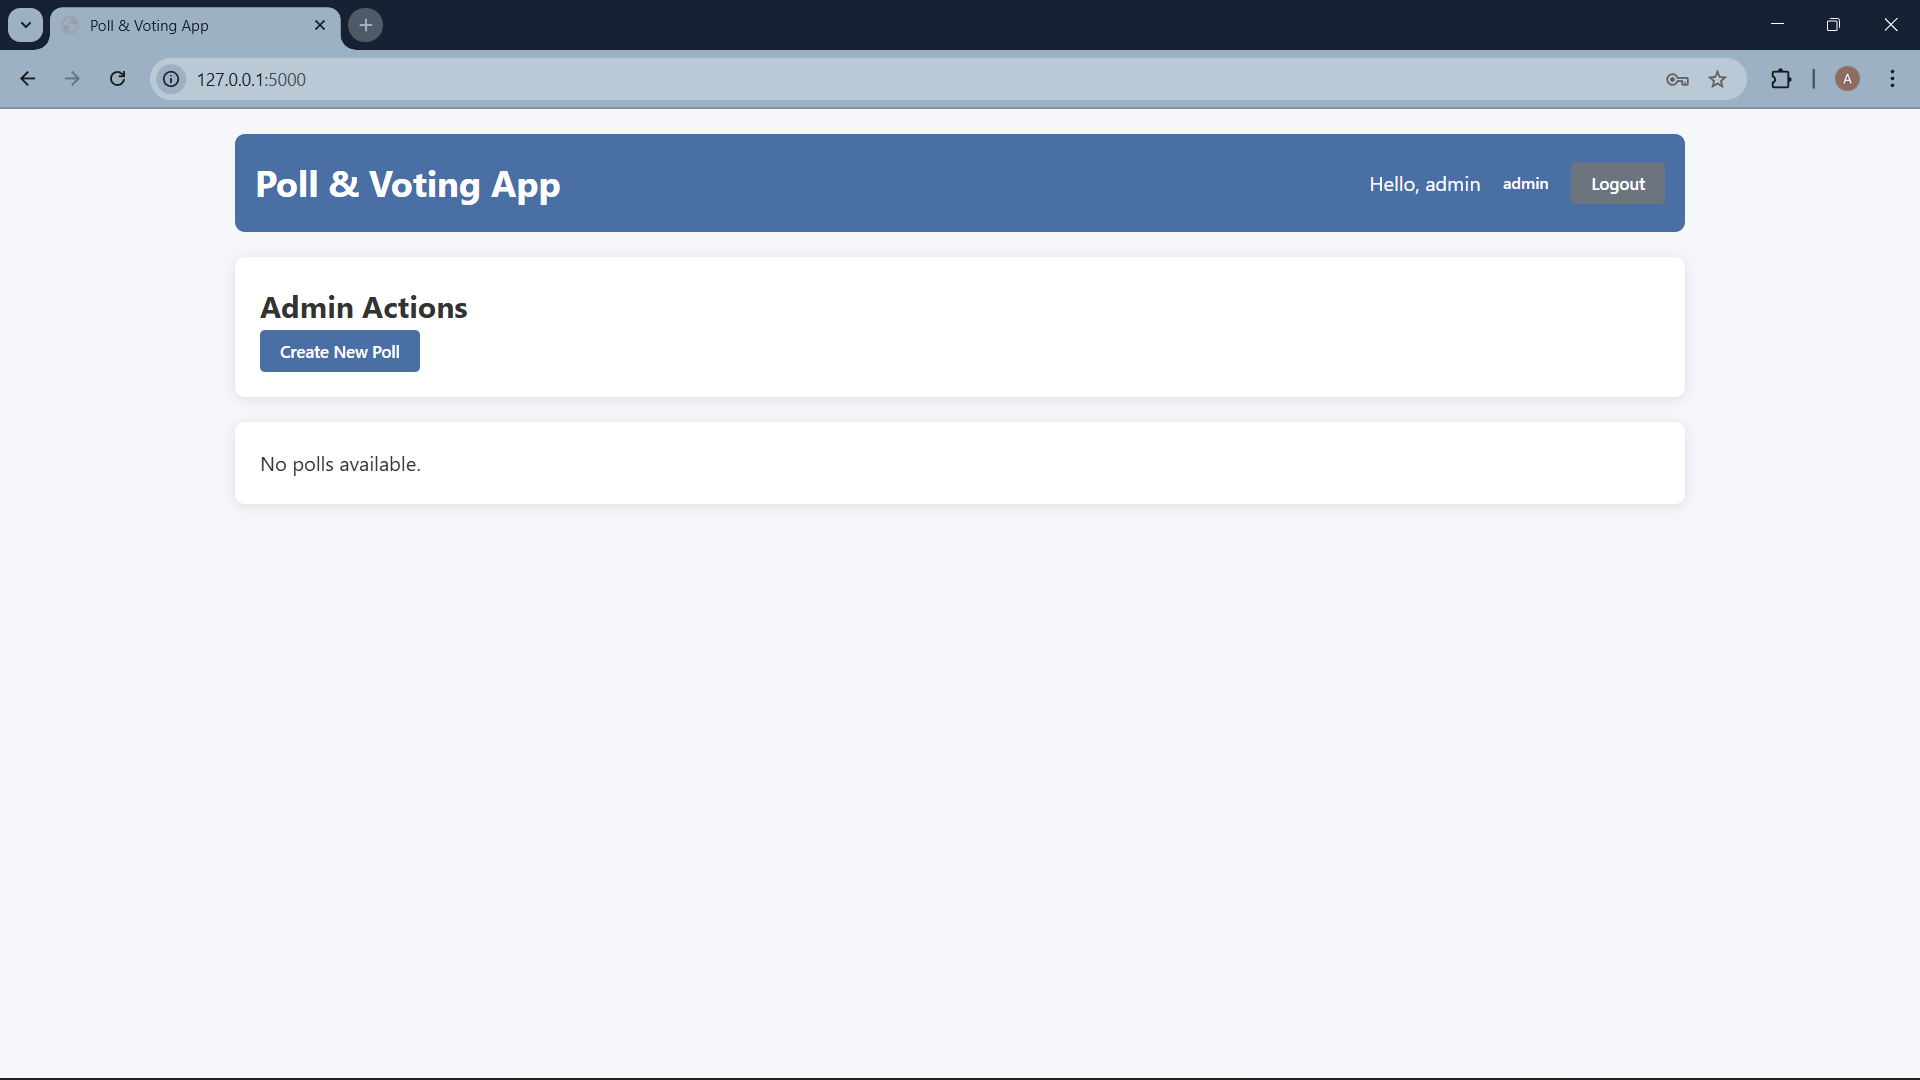 Poll & Voting App
127.0.0.1:5000
A
Poll & Voting App
Hello, admin admin Logout
Admin Actions
Create New Poll
No polls available.